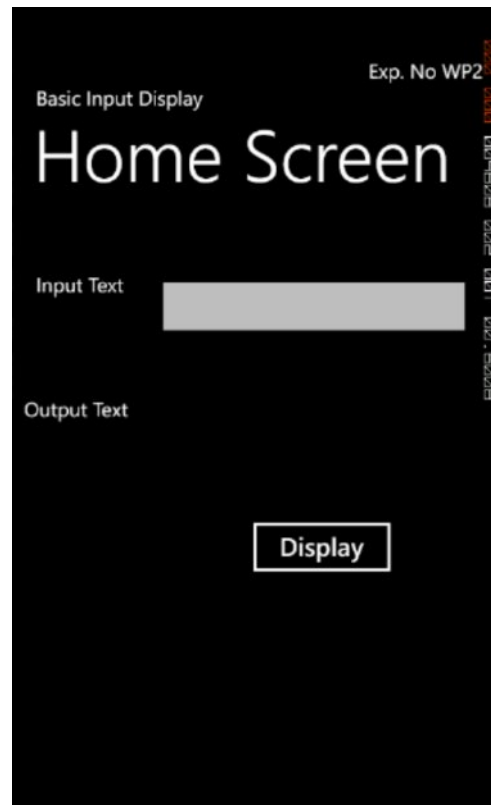 Exp. No WP2
Basic Input Display
Home Screen
Input Text
Output Text
Display